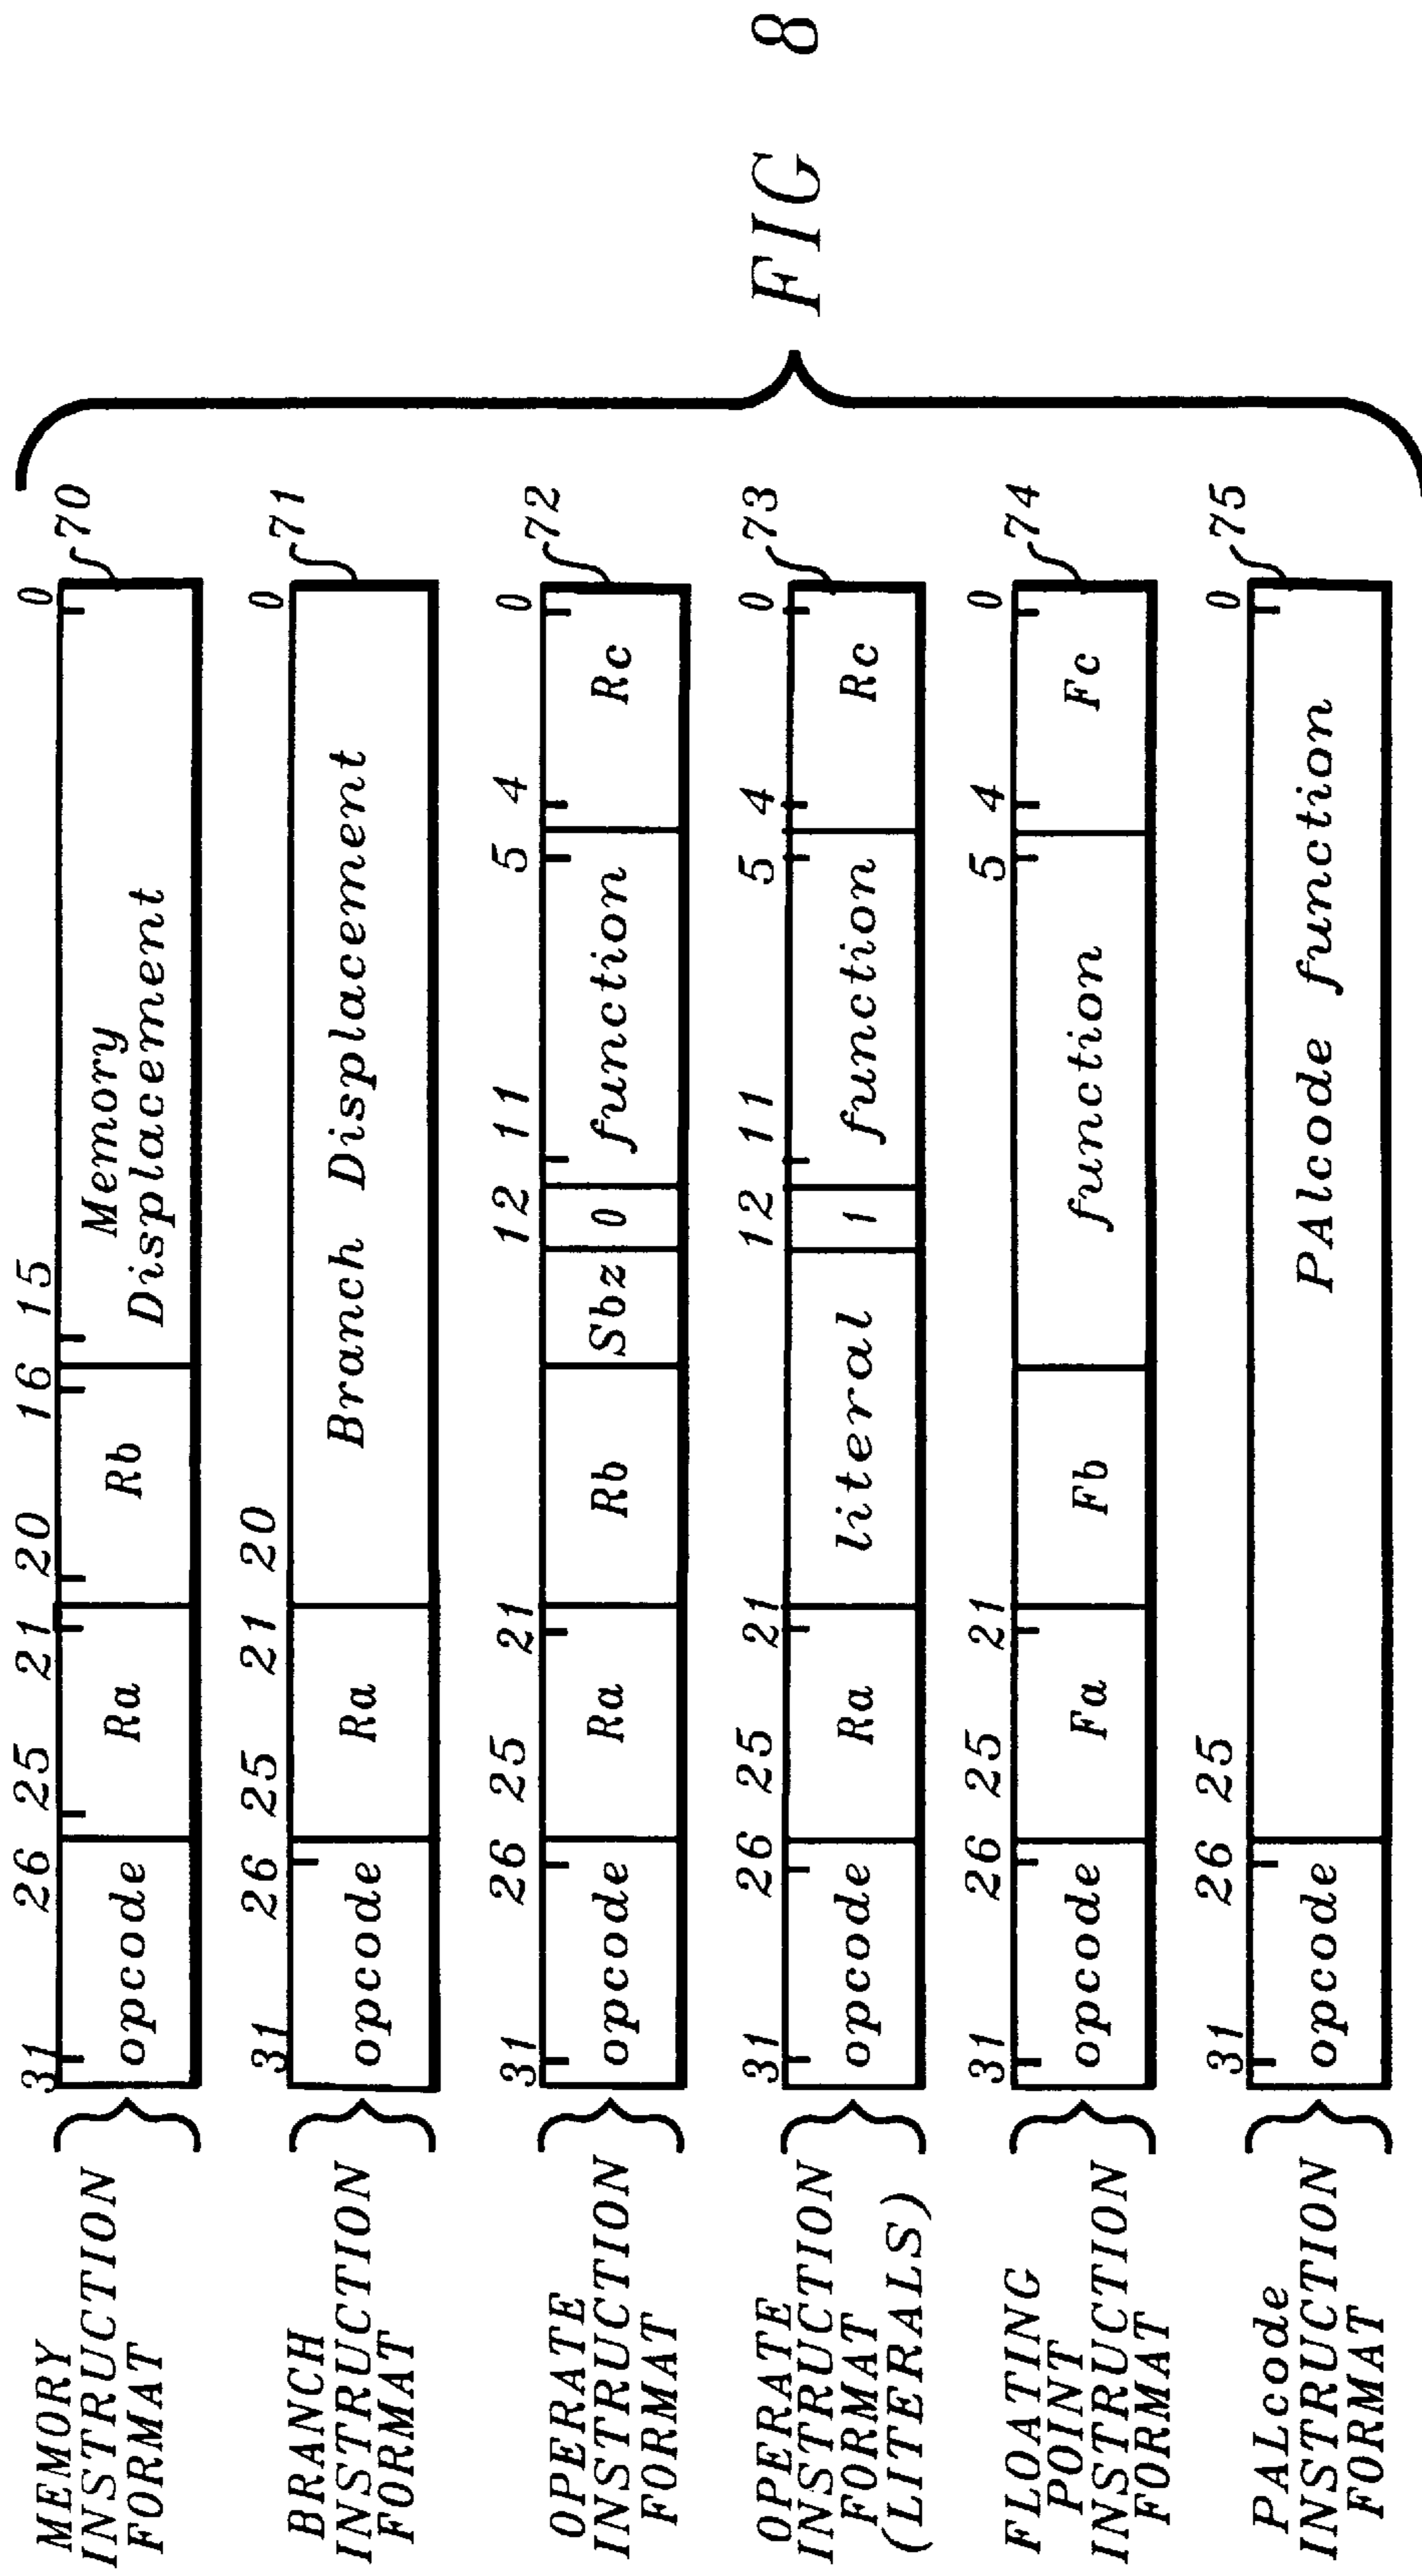 MEMORY
INSTRUCTION
FORMAT
31 26 25 21 20 16 15 0
opcode Ra Rb Memory
Displacement
70
BRANCH
INSTRUCTION
FORMAT
31 26 25 21 20 0
opcode Ra Branch Displacement
71
OPERATE
INSTRUCTION
FORMAT
31 26 25 21 12 11 5 4 0
opcode Ra Rb Sbz 0 function Rc
72
OPERATE
INSTRUCTION
FORMAT
(LITERALS)
31 26 25 21 12 11 5 4 0
opcode Ra literal 1 function Rc
73
FLOATING
POINT
INSTRUCTION
FORMAT
31 26 25 21 5 4 0
opcode Fa Fb function Fc
74
PALcode
INSTRUCTION
FORMAT
31 26 25 0
opcode PAlcode function
75
FIG 8